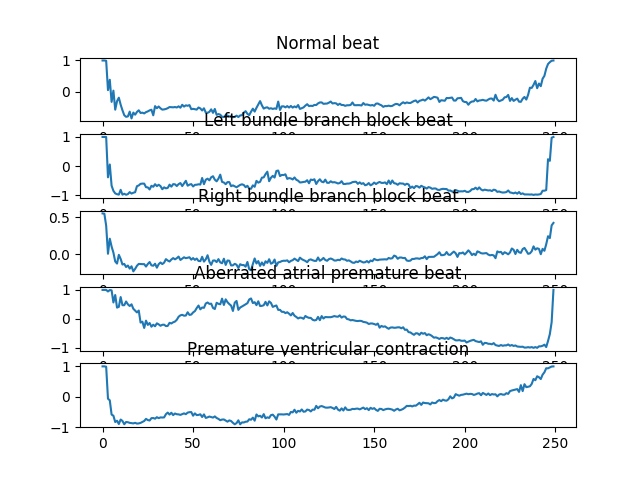 Normal beat
1
0
Left bundle branch block beat
1
0
−1
Right bundle branch block beat
0.5
0.0
Aberrated atrial premature beat
1
0
−1
Premature ventricular contraction
1
0
−1
0 50 100 150 200 250